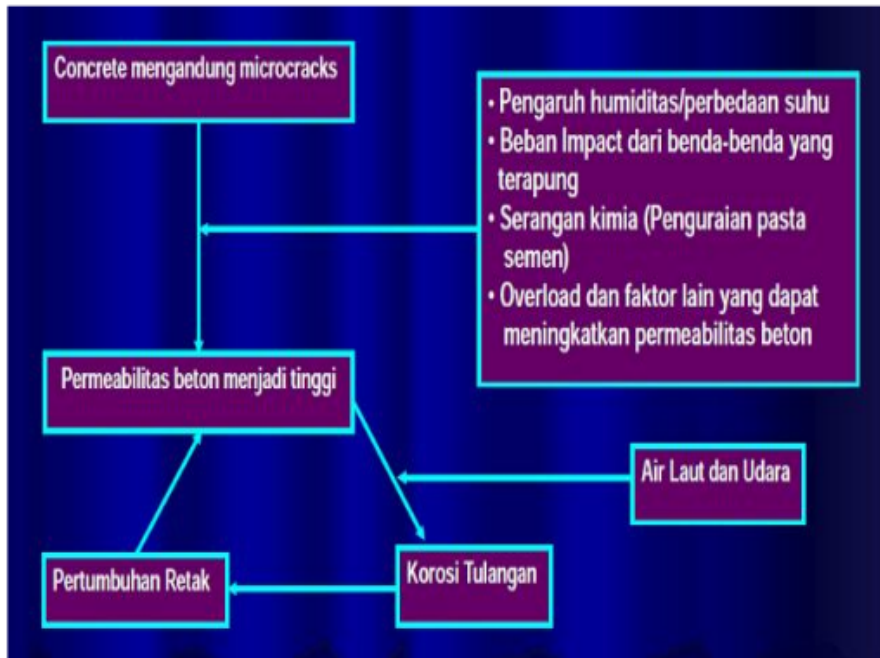 Concrete mengandung microcracks
• Pengaruh humiditas/perbedaan suhu
• Beban Impact dari benda-benda yang
terapung
• Serangan kimia (Penguraian pasta
semen)
• Overload dan faktor lain yang dapat
meningkatkan permeabilitas beton
Permeabilitas beton menjadi tinggi
Air Laut dan Udara
Pertumbuhan Retak
Korosi Tulangan